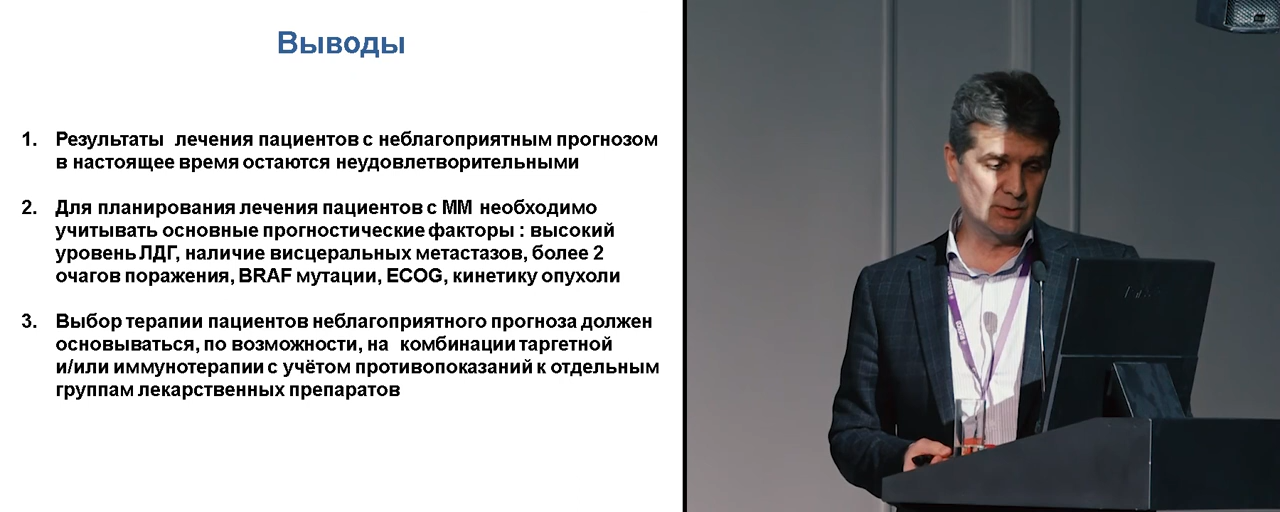 Выводы
1. Результаты лечения пациентов с неблагоприятным прогнозом
в настоящее время остаются неудовлетворительными
2. Для планирования лечения пациентов с ММ необходимо
учитывать основные прогностические факторы : высокий
уровень ЛДГ, наличие висцеральных метастазов, более 2
очагов поражения, BRAF мутации, ECOG, кинетику опухоли
3. Выбор терапии пациентов неблагоприятного прогноза должен
основываться, по возможности, на комбинации таргетной
и/или иммунотерапии с учётом противопоказаний к отдельным
группам лекарственных препаратов